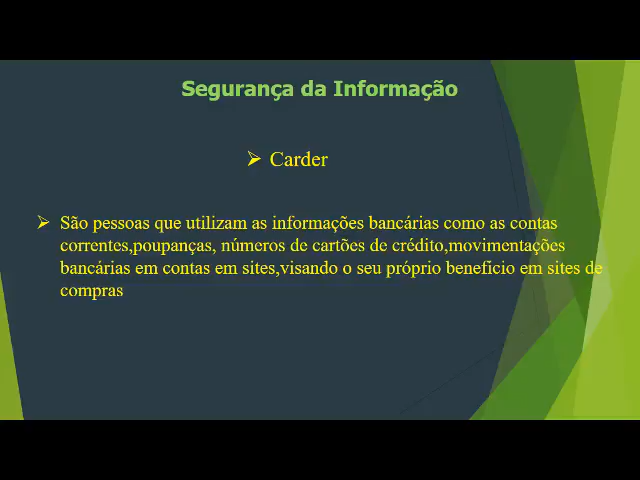 Segurança da Informação
Carder
São pessoas que utilizam as informações bancárias como as contas
correntes,poupanças, números de cartões de crédito,movimentações
bancárias em contas em sites,visando o seu próprio benefício em sites de
compras